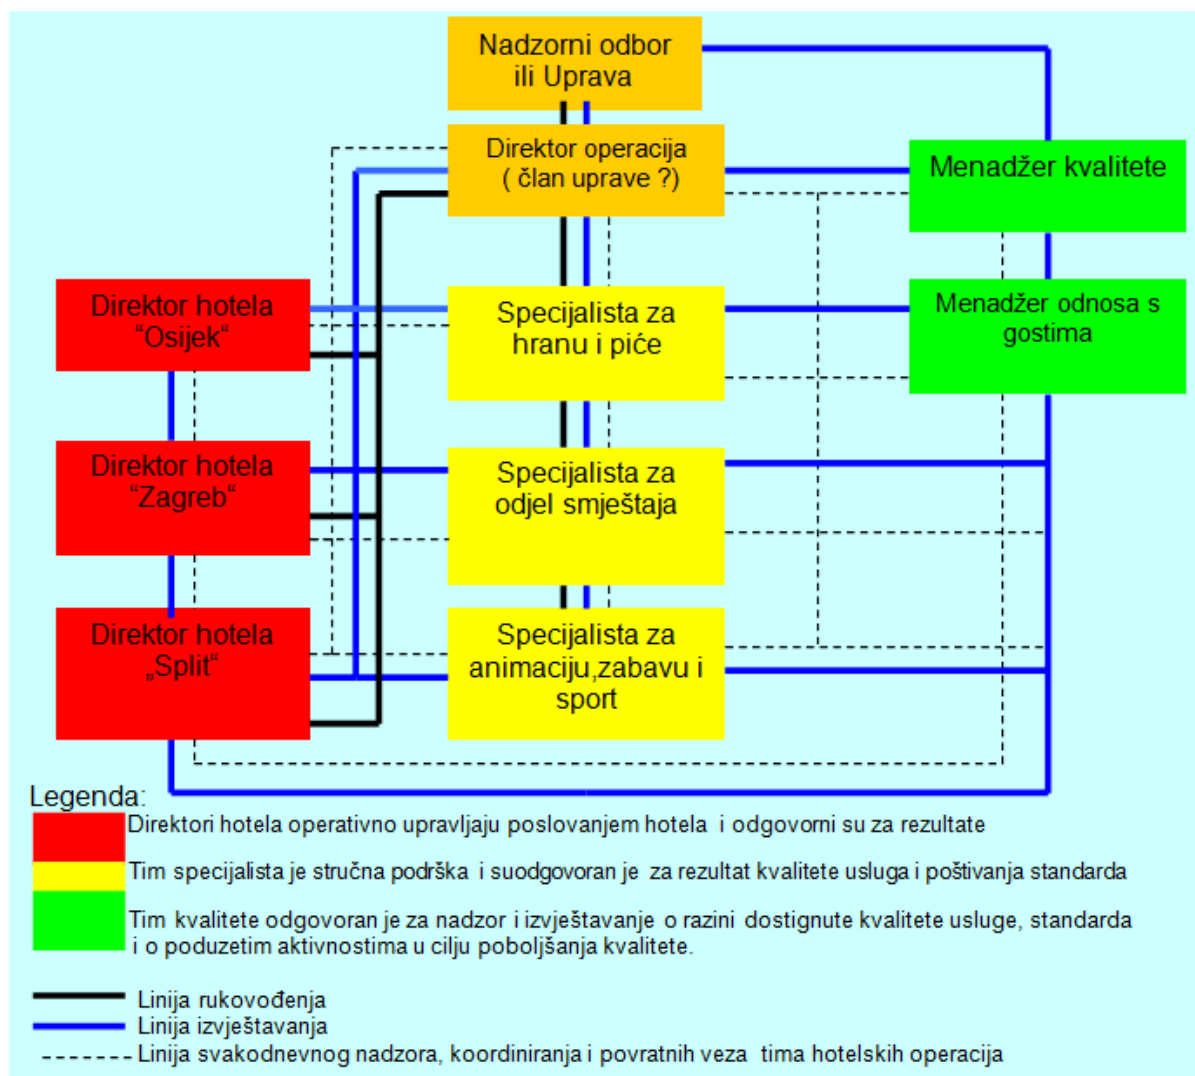 Nadzorni odbor
ili Uprava
Direktor operacija
( član uprave ?)
Menadžer kvalitete
Direktor hotela
“Osijek“
Specijalista za
hranu i piće
Menadžer odnosa s
gostima
Direktor hotela
“Zagreb“
Specijalista za
odjel smještaja
Direktor hotela
„Split“
Specijalista za
animaciju,zabavu i
sport
Legenda:
Direktori hotela operativno upravljaju poslovanjem hotela i odgovorni su za rezultate
Tim specijalista je stručna podrška i suodgovoran je za rezultat kvalitete usluga i poštivanja standarda
Tim kvalitete odgovoran je za nadzor i izvještavanje o razini dostignute kvalitete usluge, standarda
i o poduzetim aktivnostima u cilju poboljšanja kvalitete.
Linija rukovođenja
Linija izvještavanja
Linija svakodnevnog nadzora, koordiniranja i povratnih veza tima hotelskih operacija